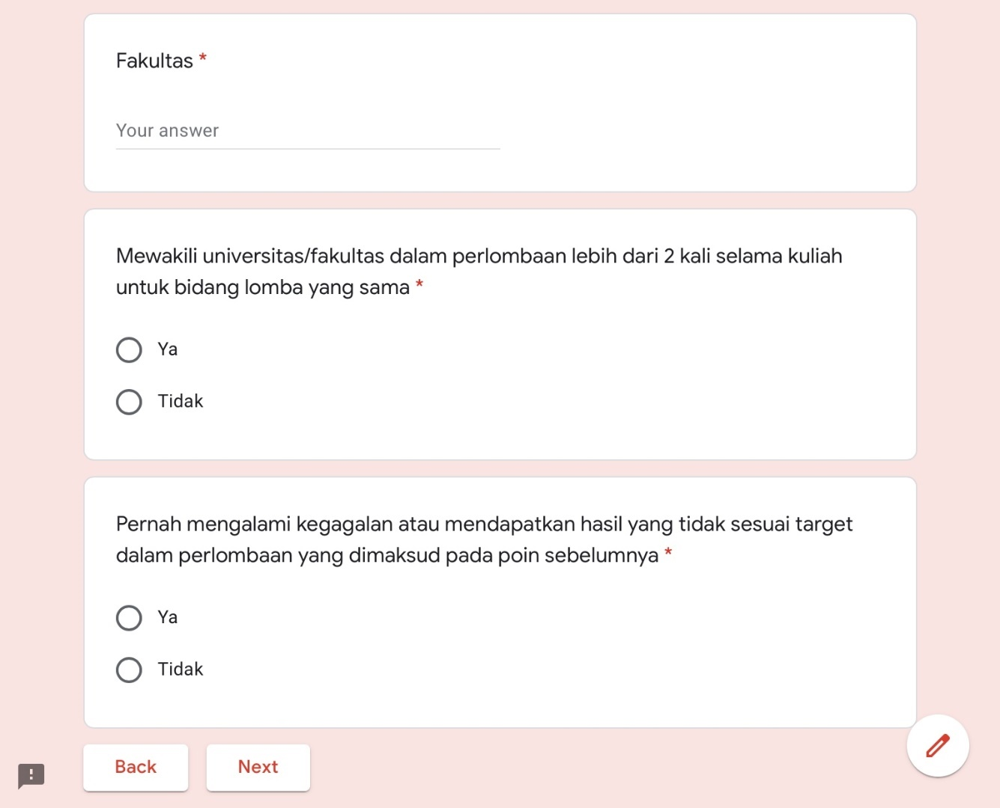 Fakultas *
Your answer
Mewakili universitas/fakultas dalam perlombaan lebih dari 2 kali selama kuliah
untuk bidang lomba yang sama *
Ya
Tidak
Pernah mengalami kegagalan atau mendapatkan hasil yang tidak sesuai target
dalam perlombaan yang dimaksud pada poin sebelumnya *
Ya
Tidak
Back
Next